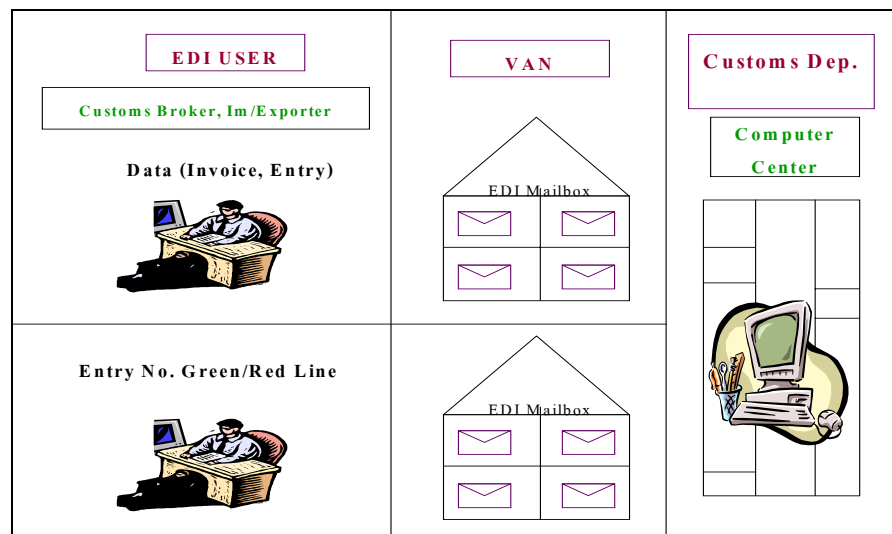 EDI USER
Customs Broker, Im/Exporter
Data (Invoice, Entry)
VAN
EDI Mailbox
Customs Dep.
Computer
Center
Entry No. Green/Red Line
EDI Mailbox